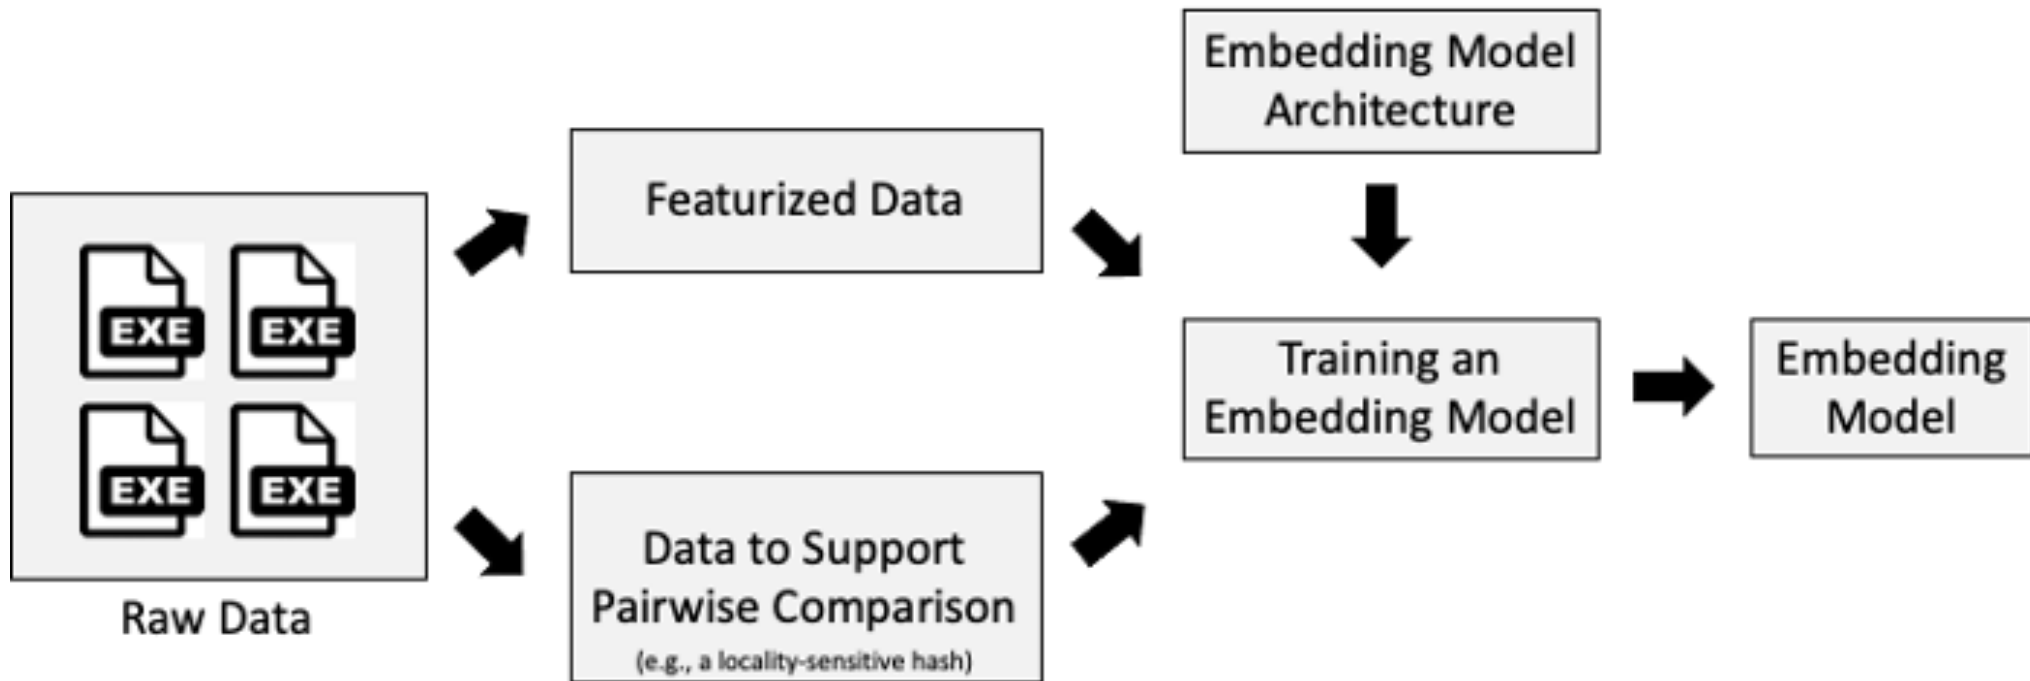 Embedding Model
Architecture
Featurized Data
EXE EXE
EXE EXE
Raw Data
Data to Support
Pairwise Comparison
(e.g., a locality-sensitive hash)
Training an
Embedding Model
Embedding
Model